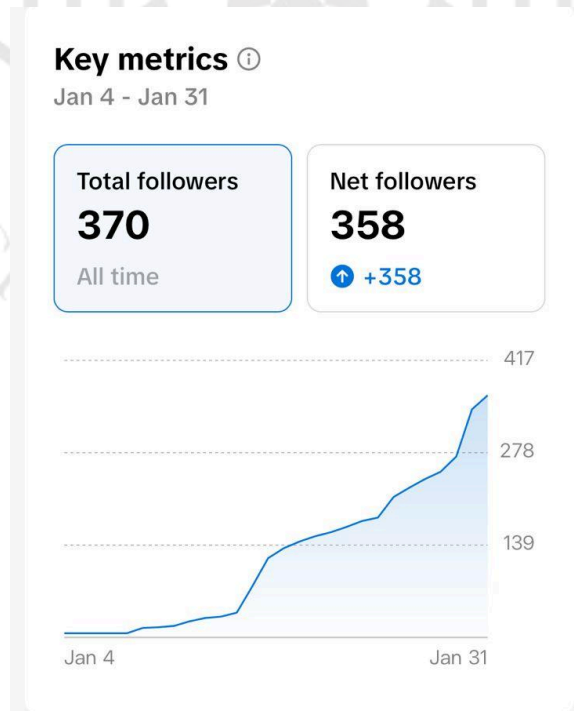 Key metrics
Jan 4 - Jan 31
Total followers
370
All time
Net followers
358
+358
417
278
139
Jan 4
Jan 31